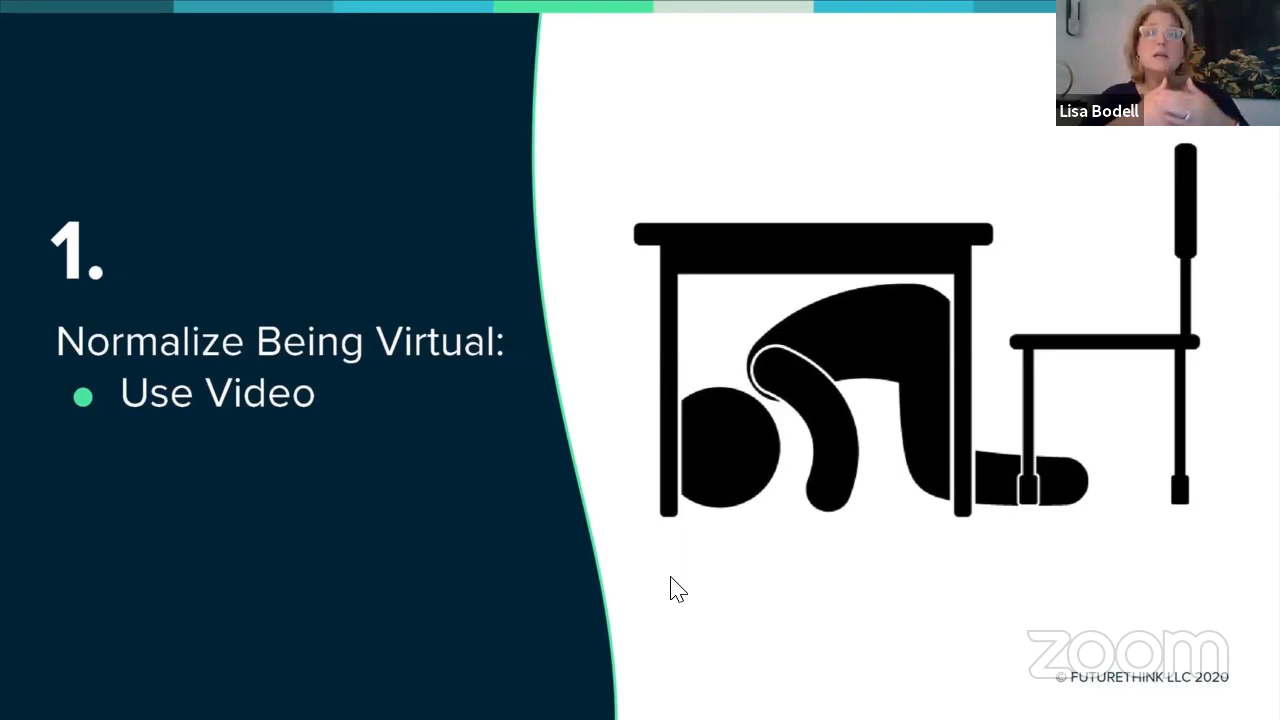 Lisa Bodell
1.
Normalize Being Virtual:
Use Video
zoom
© FUTURETHINK LLC 2020